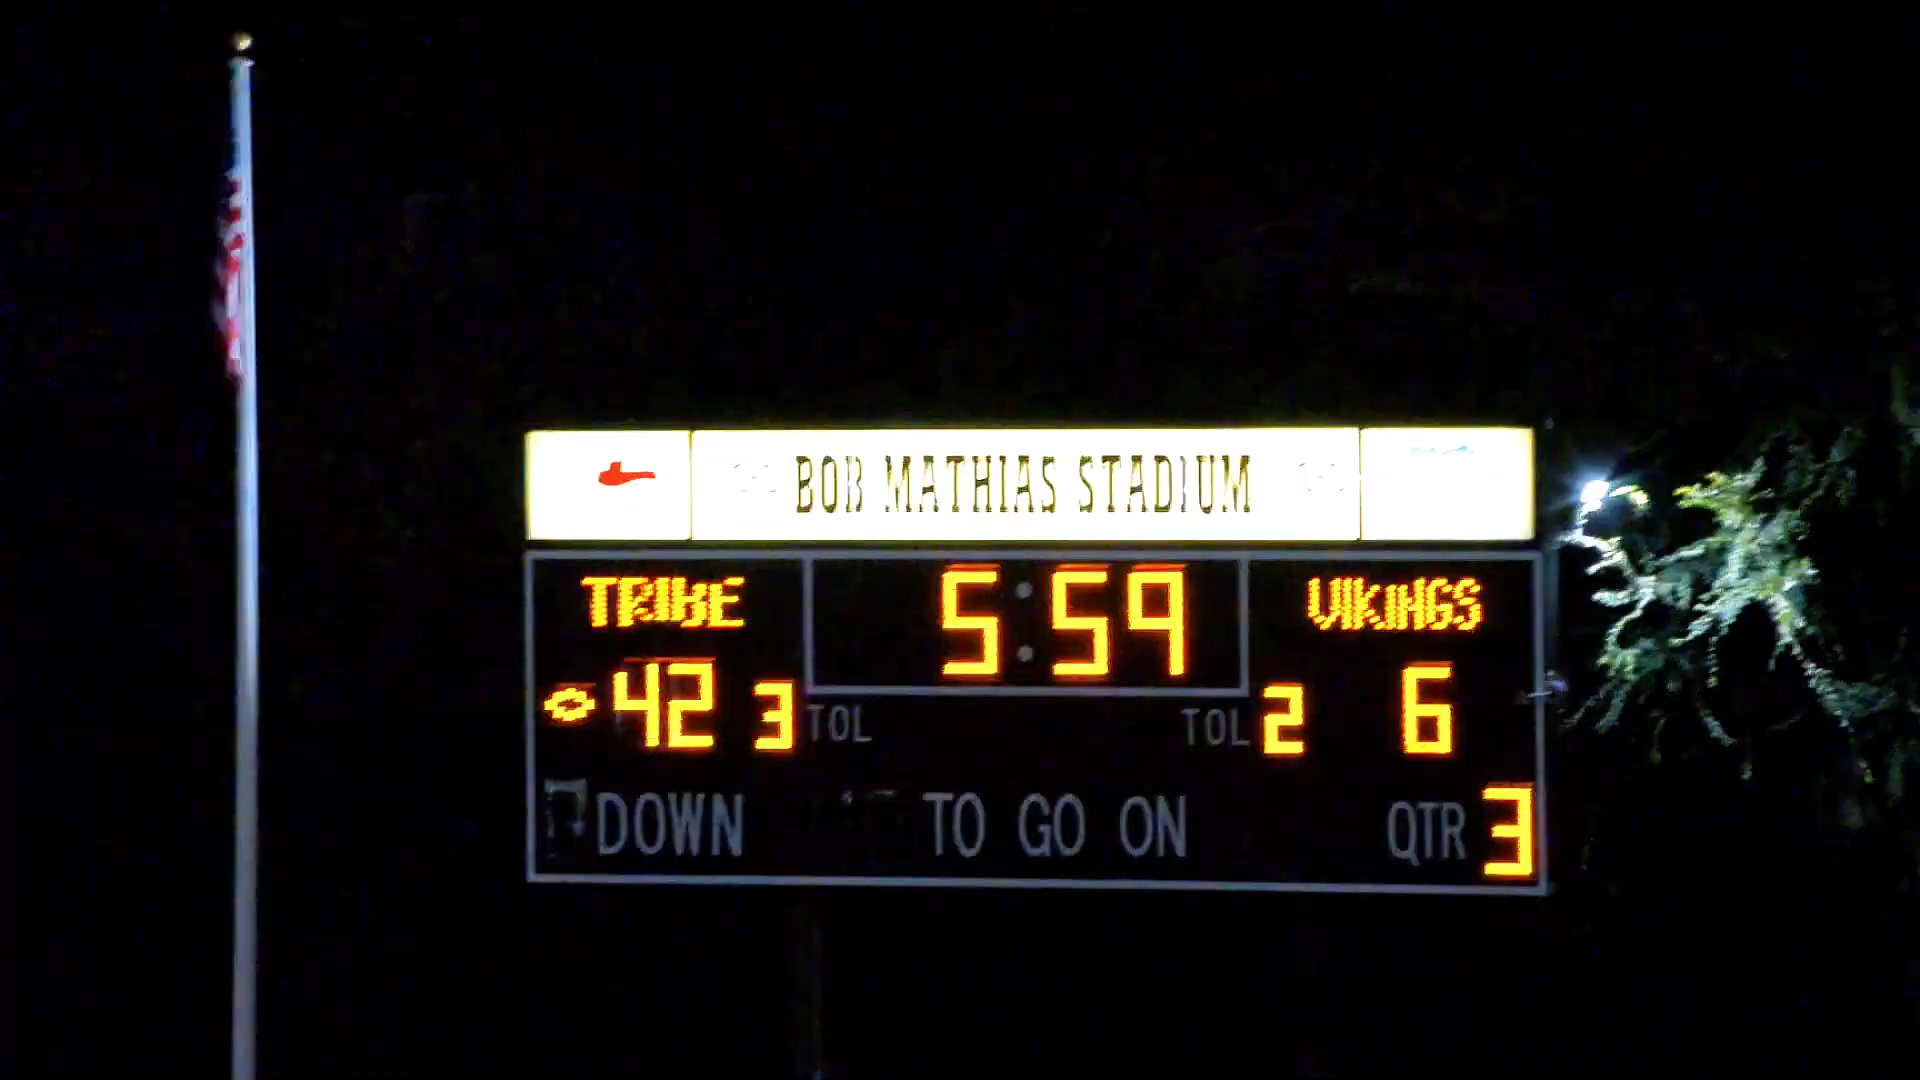 BOB MATHIAS STADIUM
TRIBE 5:59 VIKINGS
42 3 TOL TOL 2 6
DOWN TO GO ON QTR 3